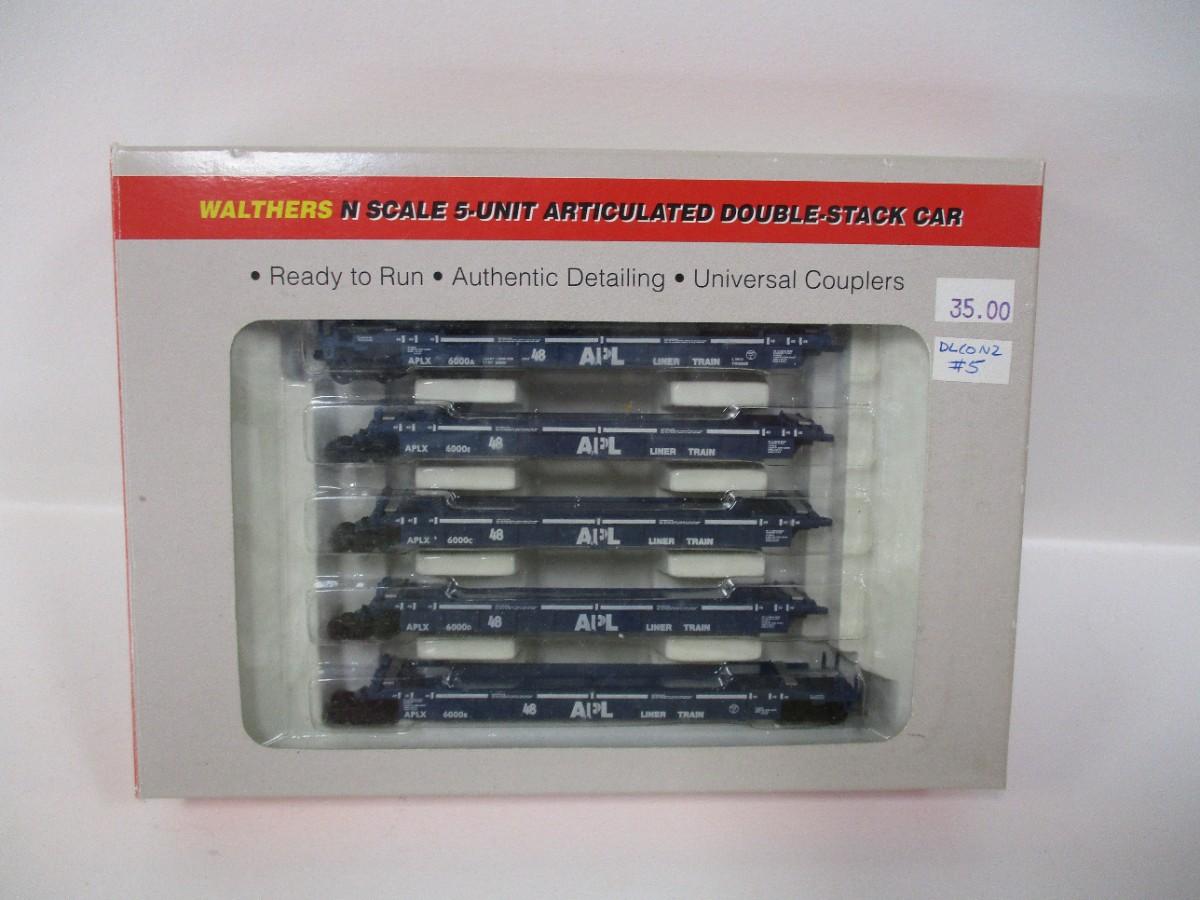 WALTHERS N SCALE 5-UNIT ARTICULATED DOUBLE-STACK CAR
• Ready to Run • Authentic Detailing • Universal Couplers
35.00
DLCON2
#5
APLX 6000A 48 APL LINER TRAIN
APLX 6000 48 APL LINER TRAIN
APLX 6000C 48 APL LINER TRAIN
APLX 6000D 48 APL LINER TRAIN
APLX 6000E 48 APL LINER TRAIN